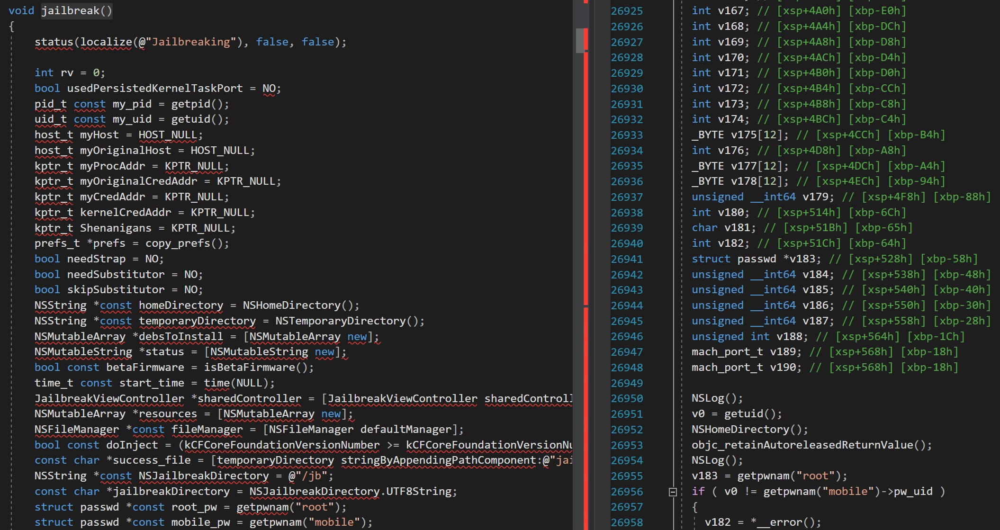 void jailbreak()
{
status(localize(@"Jailbreaking"), false, false);
int rv = 0;
bool usedPersistedKernelTaskPort = NO;
pid_t const my_pid = getpid();
uid_t const my_uid = getuid();
host_t myHost = HOST_NULL;
host_t myOriginalHost = HOST_NULL;
kptr_t myProcAddr = KPTR_NULL;
kptr_t myOriginalCredAddr = KPTR_NULL;
kptr_t myCredAddr = KPTR_NULL;
kptr_t kernelCredAddr = KPTR_NULL;
kptr_t Shenanigans = KPTR_NULL;
prefs_t *prefs = copy_prefs();
bool needStrap = NO;
bool needSubstitutor = NO;
bool skipSubstitutor = NO;
NSString *const homeDirectory = NSHomeDirectory();
NSString *const temporaryDirectory = NSTemporaryDirectory();
NSMutableArray *debsToInstall = [NSMutableArray new];
NSMutableString *status = [NSMutableString new];
bool const betaFirmware = isBetaFirmware();
time_t const start_time = time(NULL);
JailbreakViewController *sharedController = [JailbreakViewController sharedControll
NSMutableArray *resources = [NSMutableArray new];
NSFileManager *const fileManager = [NSFileManager defaultManager];
bool const doInject = (kCFCoreFoundationVersionNumber >= kCFCoreFoundationVersionNu
const char *success_file = [temporaryDirectory stringByAppendingPathComponent:@"jai
NSString *const NSJailbreakDirectory = @"/jb";
const char *jailbreakDirectory = NSJailbreakDirectory.UTF8String;
struct passwd *const root_pw = getpwnam("root");
struct passwd *const mobile_pw = getpwnam("mobile");
26925 int v167; // [xsp+4A0h] [xbp-E0h]
26926 int v168; // [xsp+4A4h] [xbp-DCh]
26927 int v169; // [xsp+4A8h] [xbp-D8h]
26928 int v170; // [xsp+4ACh] [xbp-D4h]
26929 int v171; // [xsp+4B0h] [xbp-D0h]
26930 int v172; // [xsp+4B4h] [xbp-CCh]
26931 int v173; // [xsp+4B8h] [xbp-C8h]
26932 int v174; // [xsp+4BCh] [xbp-C4h]
26933 _BYTE v175[12]; // [xsp+4CCh] [xbp-B4h]
26934 int v176; // [xsp+4D8h] [xbp-A8h]
26935 _BYTE v177[12]; // [xsp+4DCh] [xbp-A4h]
26936 _BYTE v178[12]; // [xsp+4ECh] [xbp-94h]
26937 unsigned __int64 v179; // [xsp+4F8h] [xbp-88h]
26938 int v180; // [xsp+514h] [xbp-6Ch]
26939 char v181; // [xsp+51Bh] [xbp-65h]
26940 int v182; // [xsp+51Ch] [xbp-64h]
26941 struct passwd *v183; // [xsp+528h] [xbp-58h]
26942 unsigned __int64 v184; // [xsp+538h] [xbp-48h]
26943 unsigned __int64 v185; // [xsp+540h] [xbp-40h]
26944 unsigned __int64 v186; // [xsp+550h] [xbp-30h]
26945 unsigned __int64 v187; // [xsp+558h] [xbp-28h]
26946 unsigned int v188; // [xsp+564h] [xbp-1Ch]
26947 mach_port_t v189; // [xsp+568h] [xbp-18h]
26948 mach_port_t v190; // [xsp+568h] [xbp-18h]
26949
26950 NSLog();
26951 v0 = getuid();
26952 NSHomeDirectory();
26953 objc_retainAutoreleasedReturnValue();
26954 NSLog();
26955 v183 = getpwnam("root");
26956 if ( v0 != getpwnam("mobile")->pw_uid )
26957 {
26958 v182 = *__error();